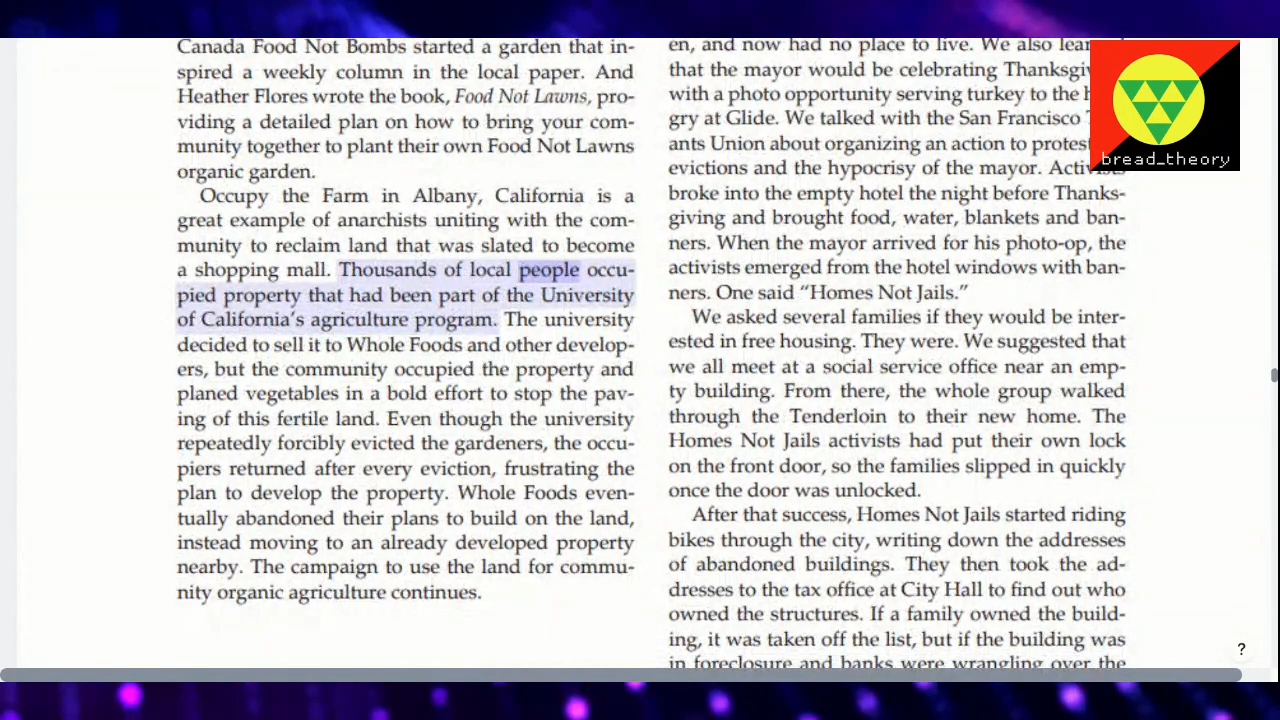 Canada Food Not Bombs started a garden that in-
spired a weekly column in the local paper. And
Heather Flores wrote the book, Food Not Lawns, pro-
viding a detailed plan on how to bring your com-
munity together to plant their own Food Not Lawns
organic garden.
Occupy the Farm in Albany, California is a
great example of anarchists uniting with the com-
munity to reclaim land that was slated to become
a shopping mall. Thousands of local people occu-
pied property that had been part of the University
of California's agriculture program. The university
decided to sell it to Whole Foods and other develop-
ers, but the community occupied the property and
planed vegetables in a bold effort to stop the pav-
ing of this fertile land. Even though the university
repeatedly forcibly evicted the gardeners, the occu-
piers returned after every eviction, frustrating the
plan to develop the property. Whole Foods even-
tually abandoned their plans to build on the land,
instead moving to an already developed property
nearby. The campaign to use the land for commu-
nity organic agriculture continues.
en, and now had no place to live. We also
that the mayor would be celebrating
with a photo opportunity serving turkey to the
gry at Glide. We talked with the San Francisco
ants Union about organizing an action to protest
evictions and the hypocrisy of the mayor. Activists
broke into the empty hotel the night before Thanks-
giving and brought food, water, blankets and ban-
ners. When the mayor arrived for his photo-op, the
activists emerged from the hotel windows with ban-
ners. One said “Homes Not Jails.”
We asked several families if they would be inter-
ested in free housing. They were. We suggested that
we all meet at a social service office near an emp-
ty building. From there, the whole group walked
through the Tenderloin to their new home. The
Homes Not Jails activists had put their own lock
on the front door, so the families slipped in quickly
once the door was unlocked.
After that success, Homes Not Jails started riding
bikes through the city, writing down the addresses
of abandoned buildings. They then took the ad-
dresses to the tax office at City Hall to find out who
owned the structures. If a family owned the build-
ing, it was taken off the list, but if the building was
in foreclosure and banks were wrangling over the
bread_theory
?